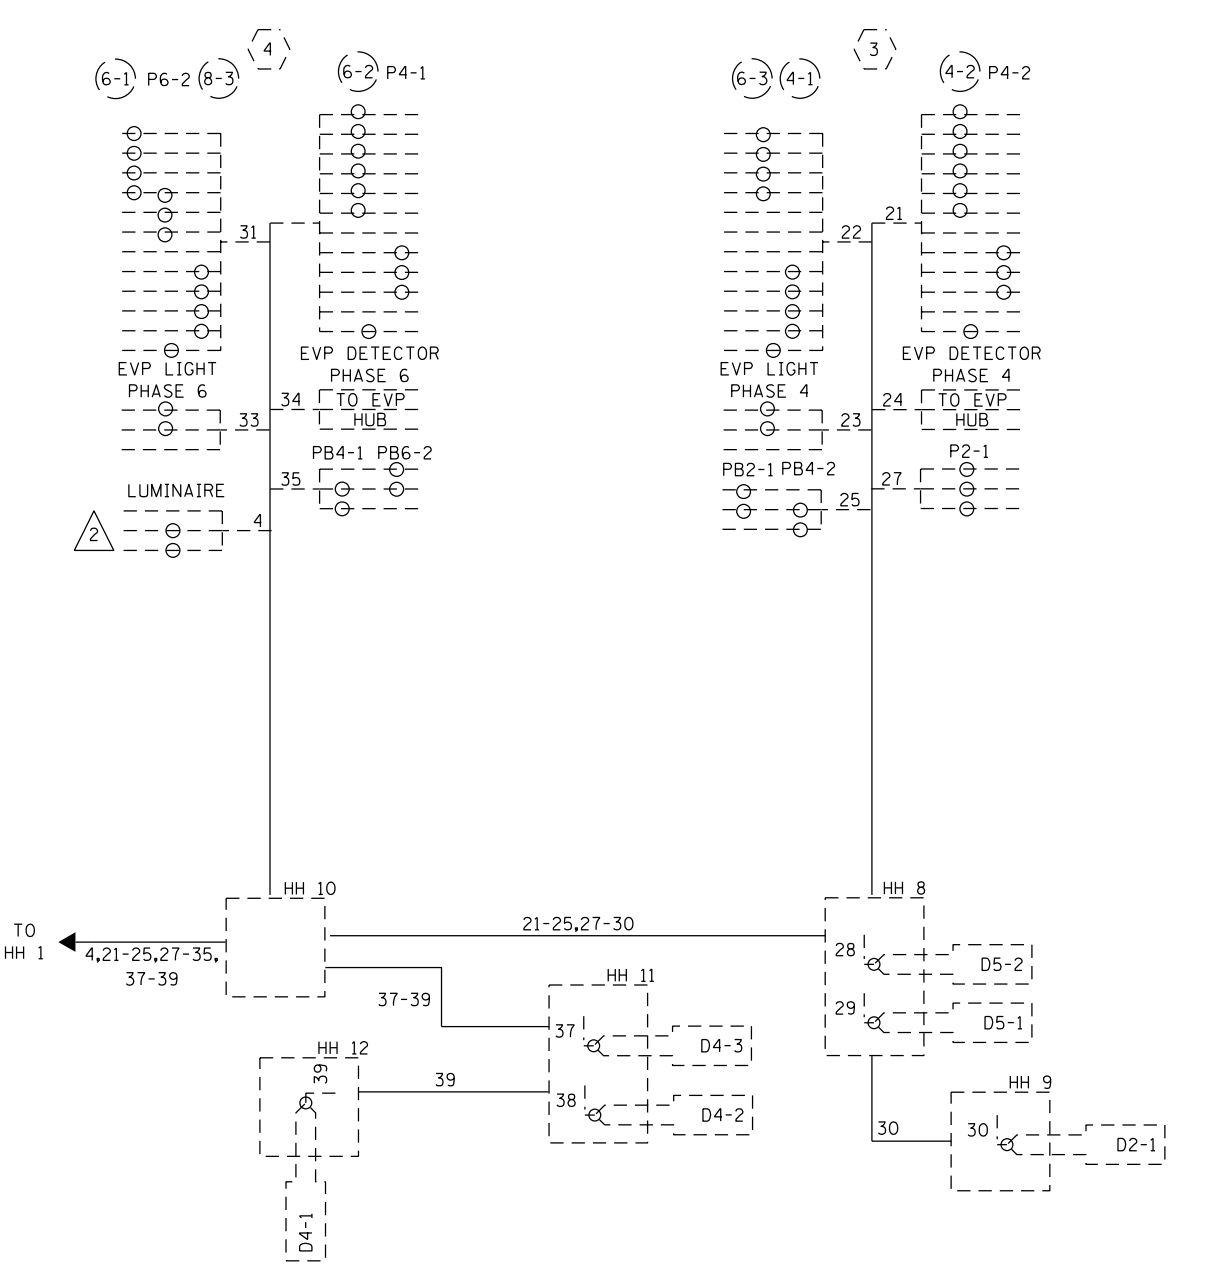 4
6-1 P6-2 8-3
6-2 P4-1
3
6-3 4-1
4-2 P4-2
31
22
21
EVP LIGHT
PHASE 6
EVP DETECTOR
PHASE 6
EVP LIGHT
PHASE 4
EVP DETECTOR
PHASE 4
33
34
TO EVP
HUB
23
24
TO EVP
HUB
LUMINAIRE
2
4
35
PB4-1 PB6-2
PB2-1 PB4-2
25
27
P2-1
HH 10
HH 8
TO
HH 1
4,21-25,27-35,
37-39
21-25,27-30
28
D5-2
29
D5-1
37-39
HH 11
37
D4-3
38
D4-2
HH 12
39
39
D4-1
HH 9
30
30
D2-1